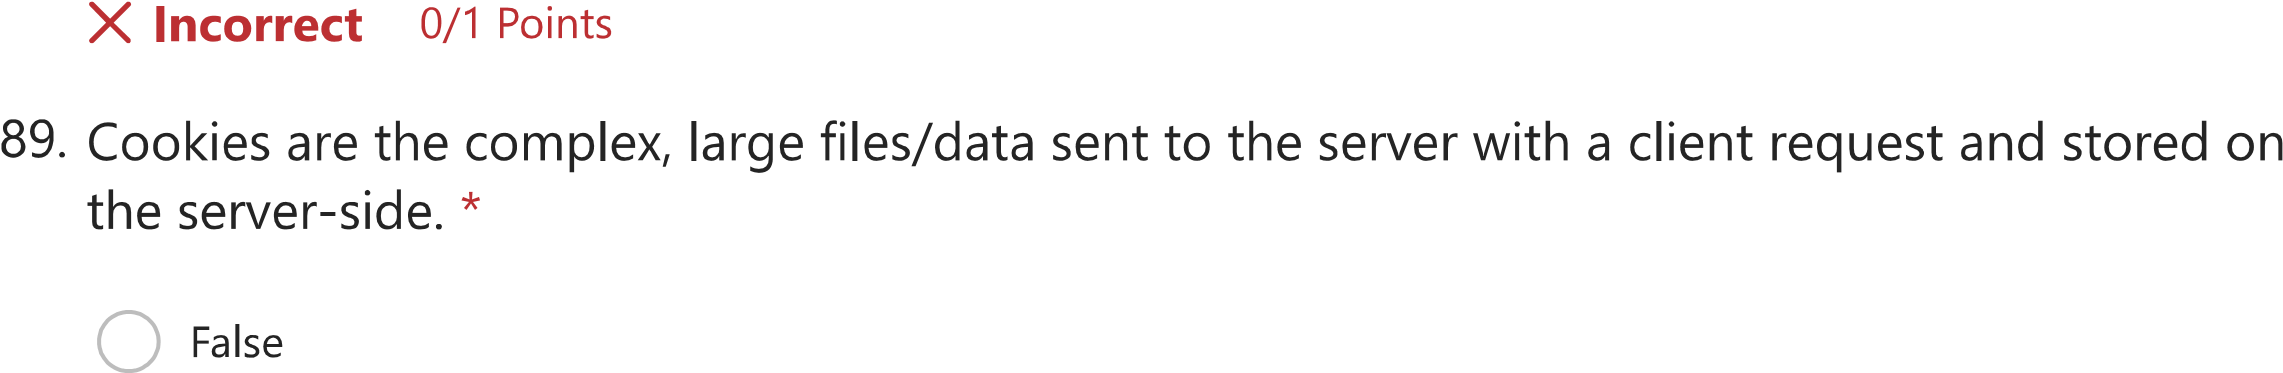 Incorrect 0/1 Points
89. Cookies are the complex, large files/data sent to the server with a client request and stored on
the server-side. *
False